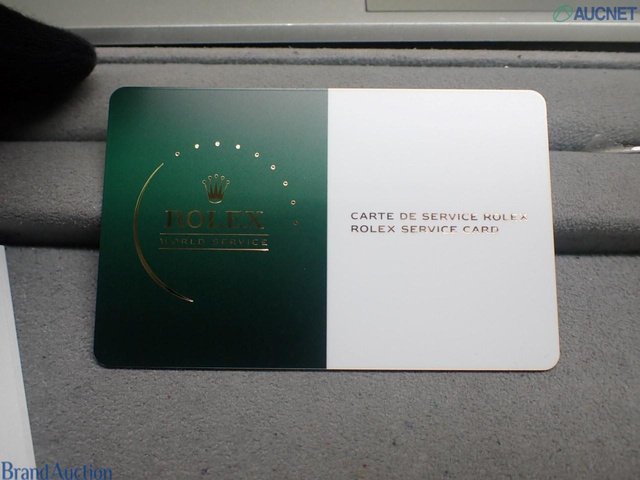 AUCNET
ROLEX
WORLD SERVICE
CARTE DE SERVICE ROLEX
ROLEX SERVICE CARD
Brand Auction